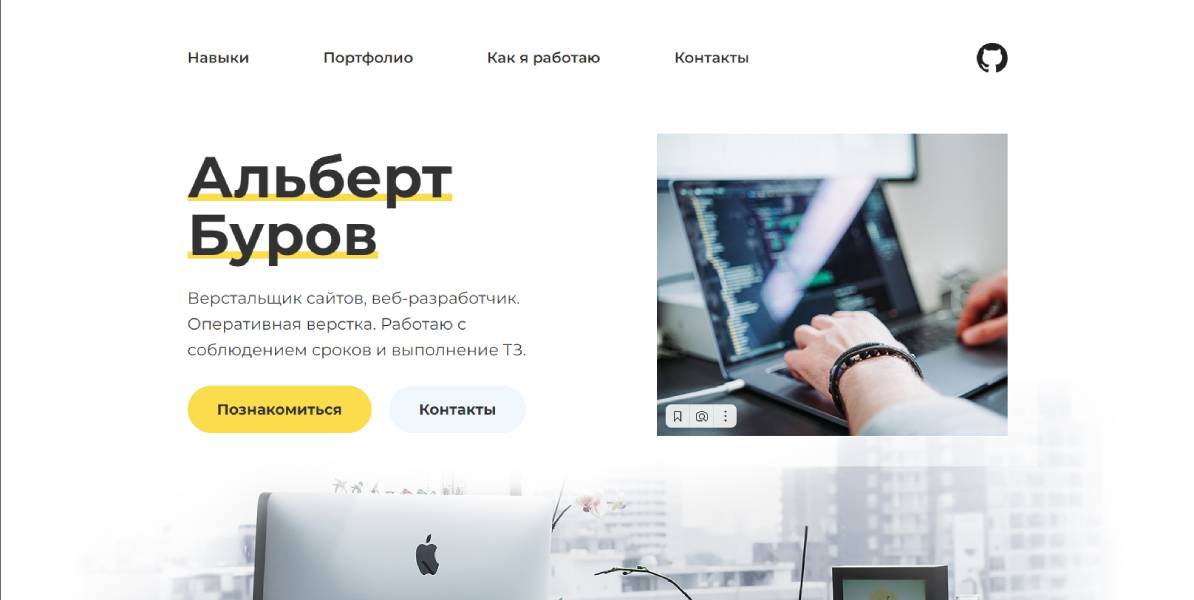 Навыки Портфолио Как я работаю Контакты
Альберт
Буров
Верстальщик сайтов, веб-разработчик.
Оперативная верстка. Работаю с
соблюдением сроков и выполнение ТЗ.
Познакомиться Контакты